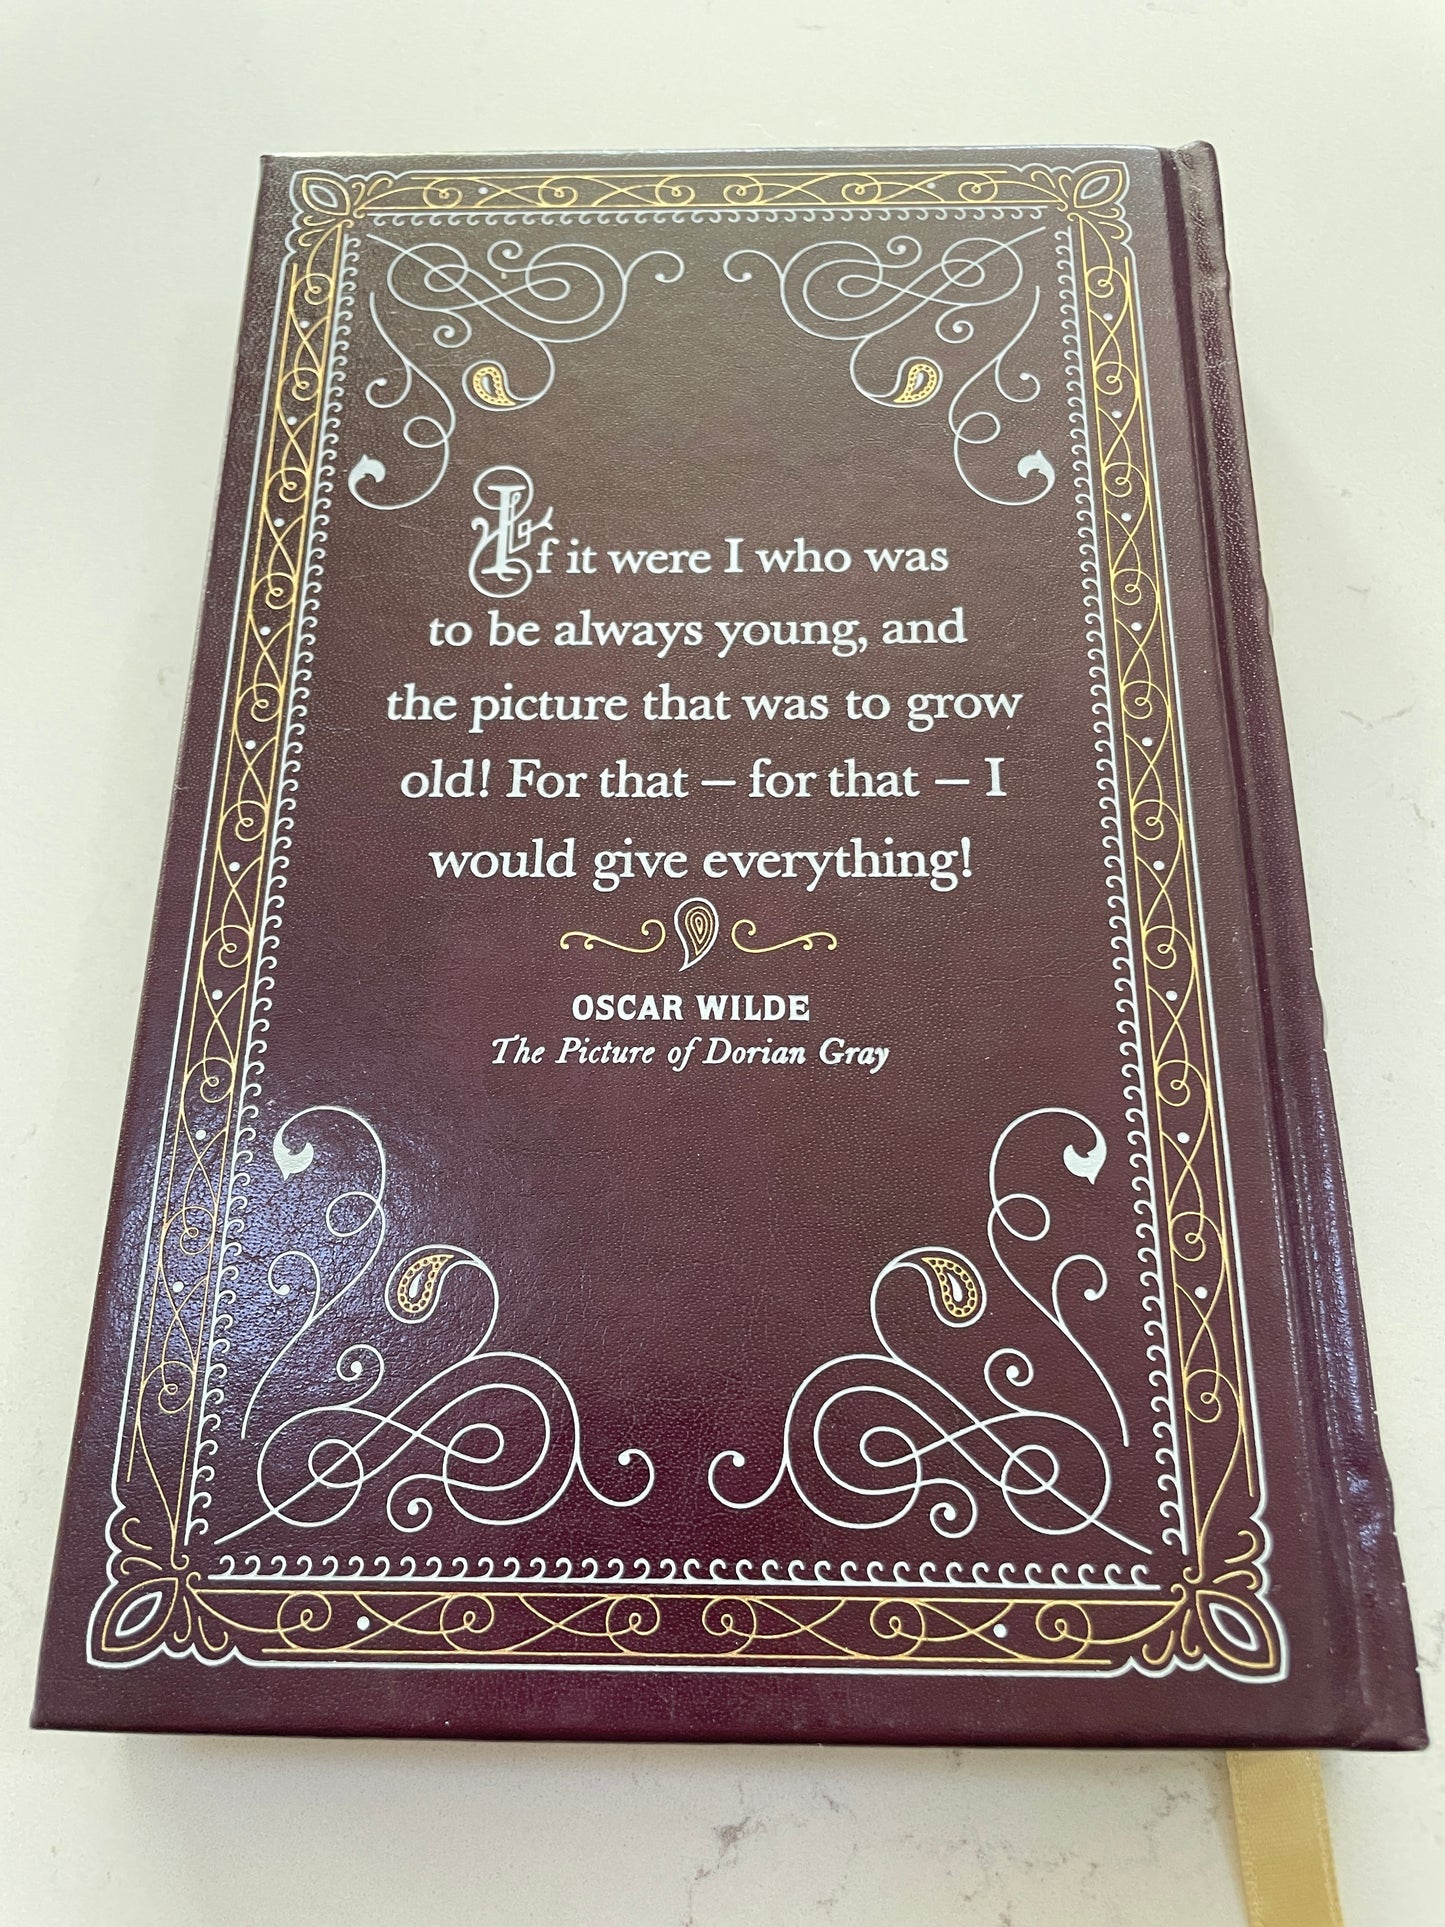 If it were I who was
to be always young, and
the picture that was to grow
old! For that – for that – I
would give everything!
OSCAR WILDE
The Picture of Dorian Gray